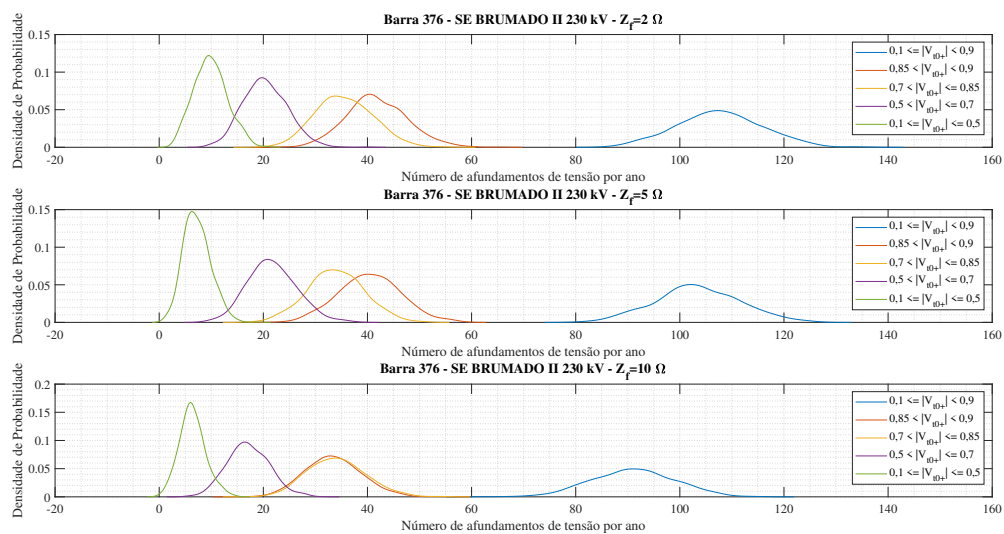 Barra 376 - SE BRUMADO II 230 kV - Z_f=2 Ω
Densidade de Probabilidade
0.15
0.1
0.05
0
-20 0 20 40 60 80 100 120 140 160
Número de afundamentos de tensão por ano
0,1 <= |V_t0+| < 0,9
0,85 < |V_t0+| < 0,9
0,7 < |V_t0+| <= 0,85
0,5 < |V_t0+| <= 0,7
0,1 <= |V_t0+| <= 0,5
Barra 376 - SE BRUMADO II 230 kV - Z_f=5 Ω
Densidade de Probabilidade
0.15
0.1
0.05
0
-20 0 20 40 60 80 100 120 140 160
Número de afundamentos de tensão por ano
0,1 <= |V_t0+| < 0,9
0,85 < |V_t0+| < 0,9
0,7 < |V_t0+| <= 0,85
0,5 < |V_t0+| <= 0,7
0,1 <= |V_t0+| <= 0,5
Barra 376 - SE BRUMADO II 230 kV - Z_f=10 Ω
Densidade de Probabilidade
0.2
0.15
0.1
0.05
0
-20 0 20 40 60 80 100 120 140 160
Número de afundamentos de tensão por ano
0,1 <= |V_t0+| < 0,9
0,85 < |V_t0+| < 0,9
0,7 < |V_t0+| <= 0,85
0,5 < |V_t0+| <= 0,7
0,1 <= |V_t0+| <= 0,5